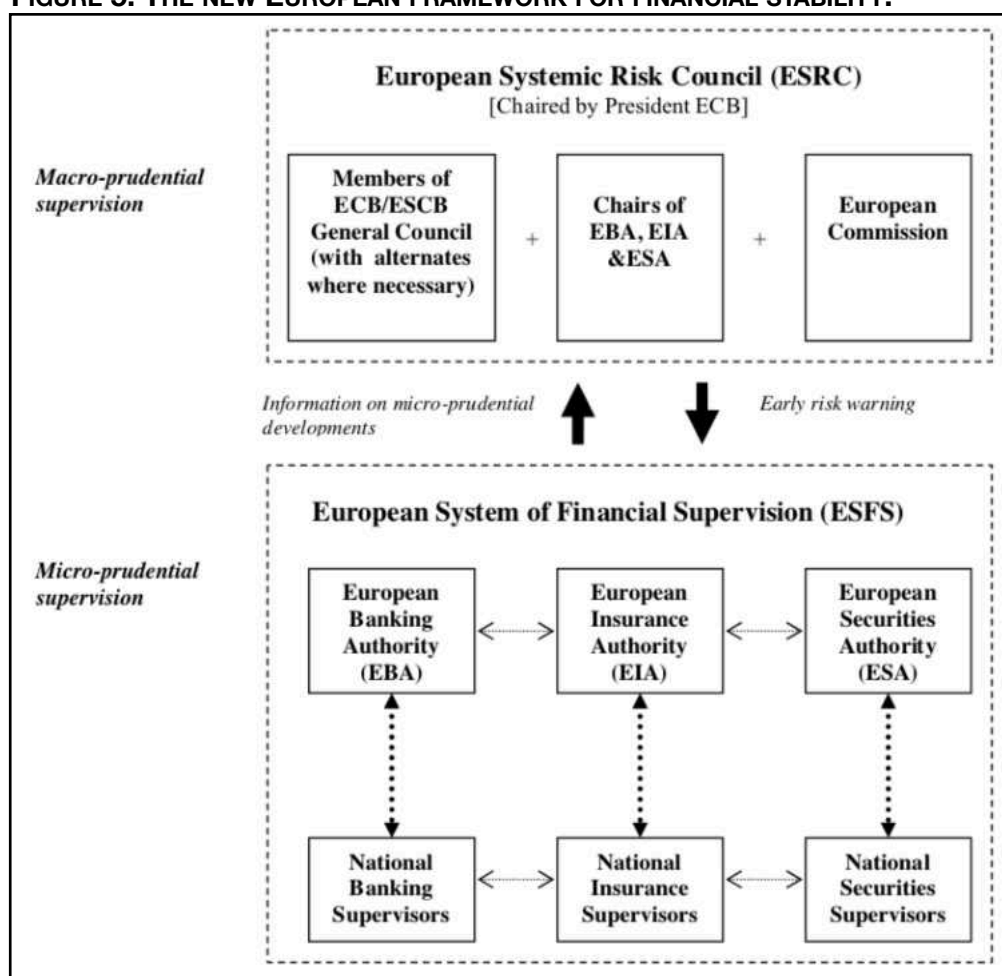 FIGURE THE NEW EUROPEAN FRAMEWORK FOR FINANCIAL STABILITY.
European Systemic Risk Council (ESRC)
[Chaired by President ECB]
Macro-prudential
supervision
Members of
ECB/ESCB
General Council
(with alternates
where necessary)
+
Chairs of
EBA, EIA
&ESA
+
European
Commission
Information on micro-prudential
developments
Early risk warning
European System of Financial Supervision (ESFS)
Micro-prudential
supervision
European
Banking
Authority
(EBA)
European
Insurance
Authority
(EIA)
European
Securities
Authority
(ESA)
National
Banking
Supervisors
National
Insurance
Supervisors
National
Securities
Supervisors